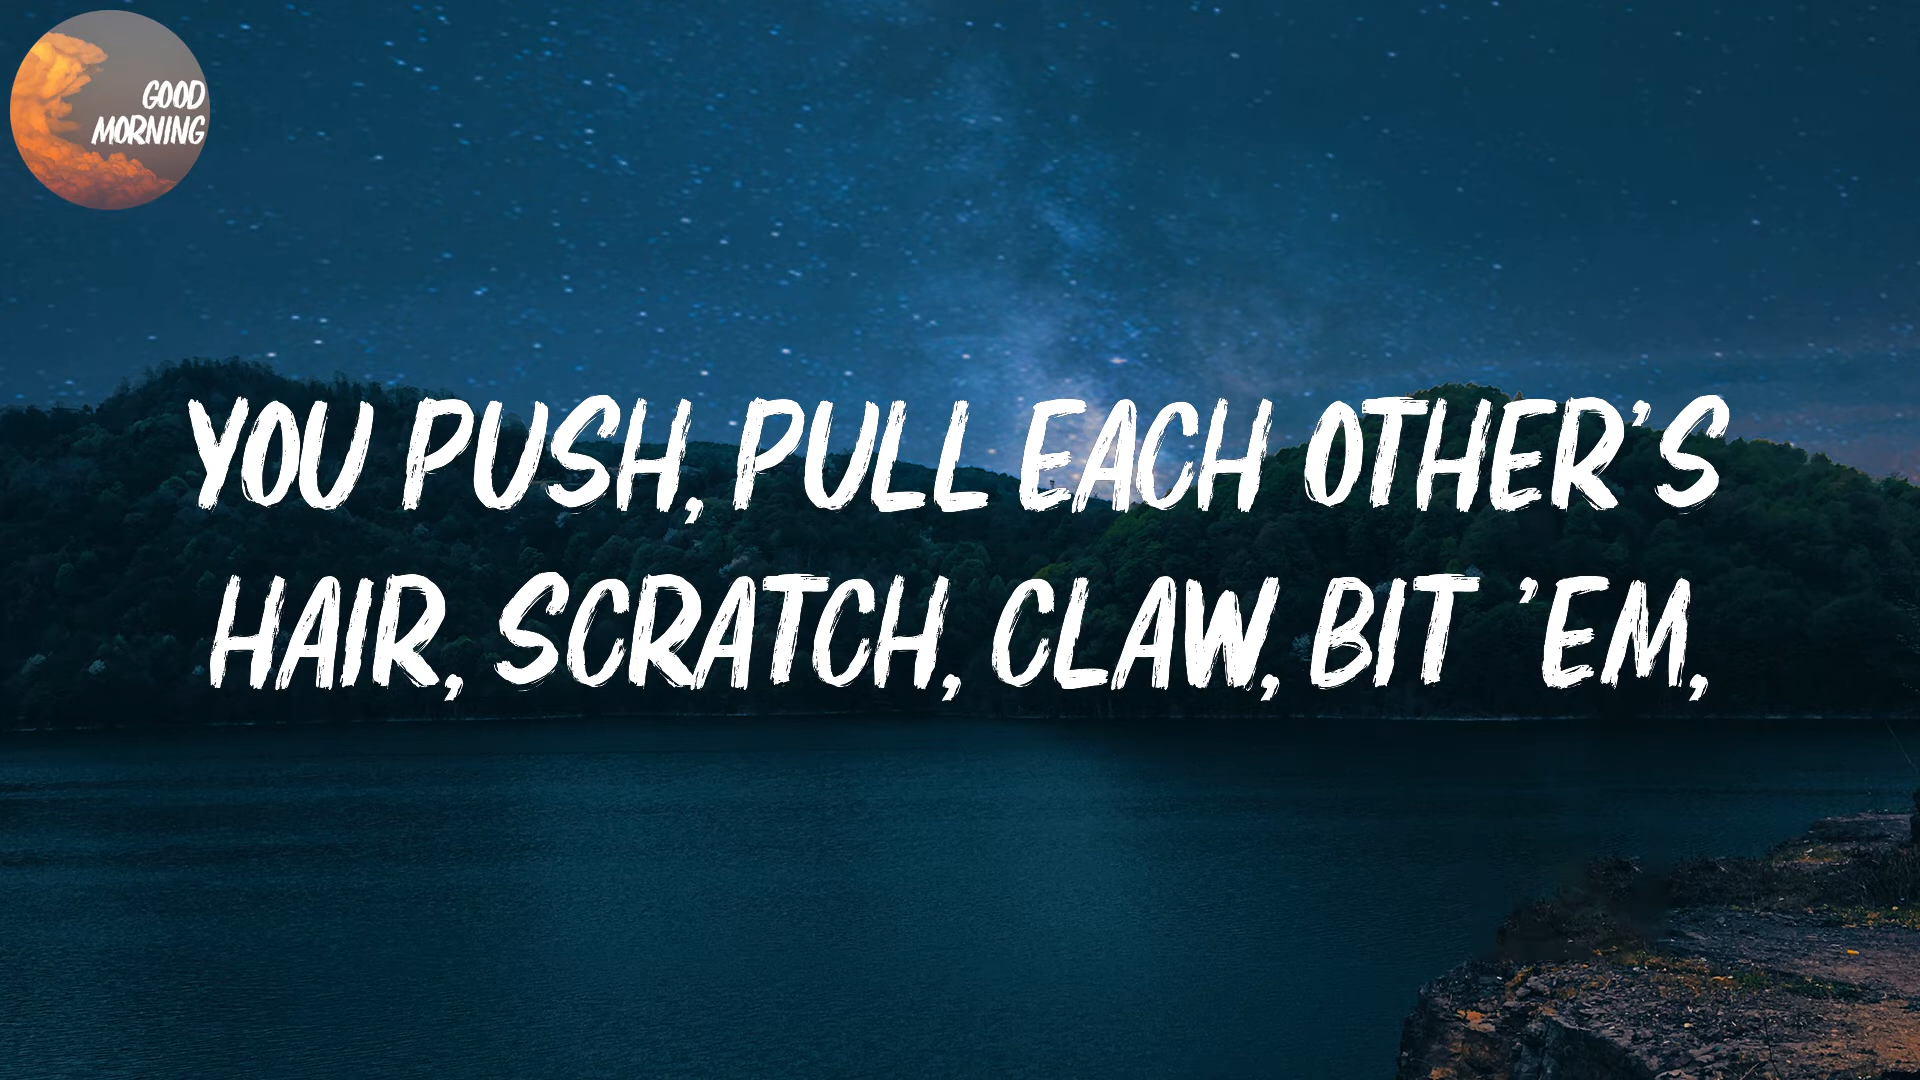 GOOD
MORNING
YOU PUSH, PULL EACH OTHER'S
HAIR, SCRATCH, CLAW, BIT 'EM,